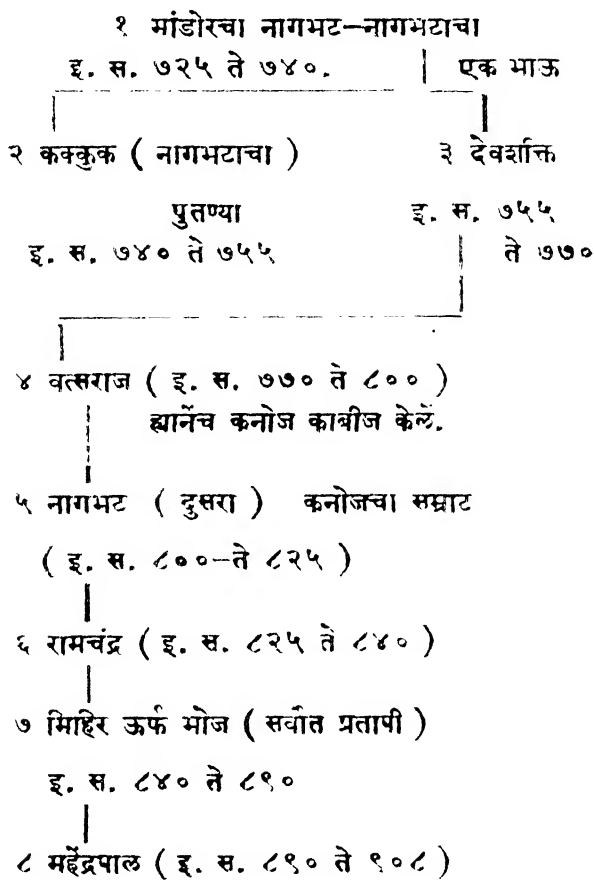 १ मांडोरचा नागभट–नागभटाचा
इ. स. ७२५ ते ७४०. एक भाऊ
२ कक्कुक ( नागभटाचा ) ३ देवर्शाक्त
पुतण्या इ. स. ७५५
इ. स. ७४० ते ७५५ ते ७७०
४ वत्सराज ( इ. स. ७७० ते ८०० )
ह्यानेंच कनोज काबीज केलें.
५ नागभट ( दुसरा ) कनोजचा सम्राट
( इ. स. ८००–ते ८२५ )
६ रामचंद्र ( इ. स. ८२५ ते ८४० )
७ मिहिर ऊर्फ भोज ( सर्वांत प्रतापी )
इ. स. ८४० ते ८९०
८ महेंद्रपाल ( इ. स. ८९० ते ९०८ )